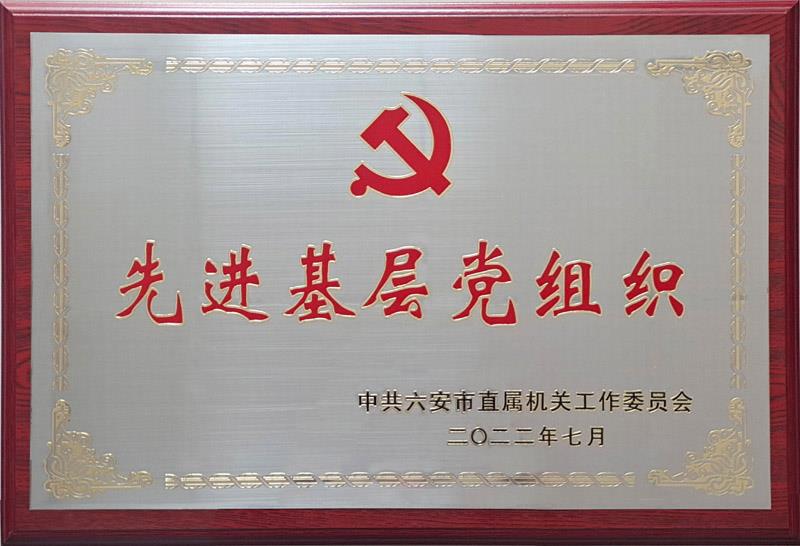 先进基层党组织
中共六安市直属机关工作委员会
二〇二二年七月